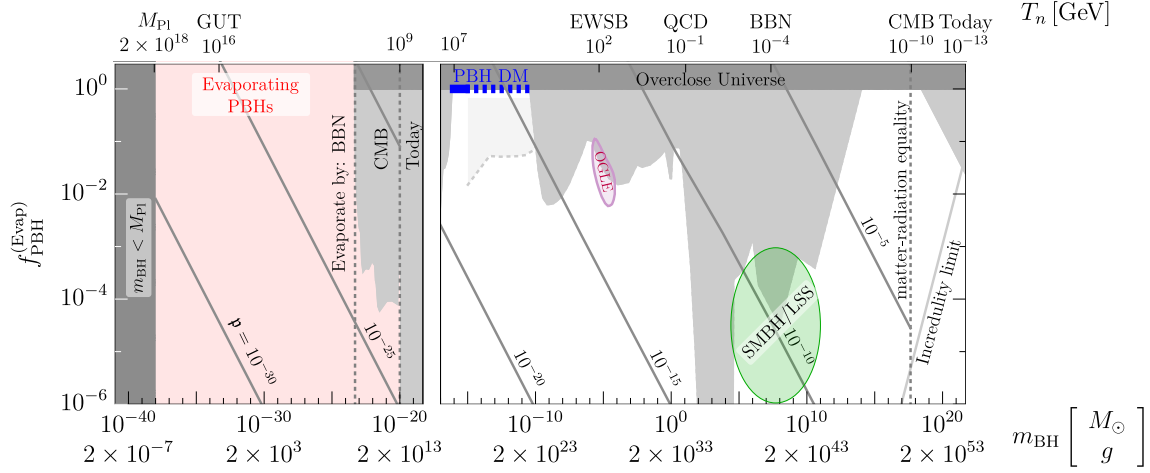 M_Pl GUT 10^9 10^7 EWSB QCD BBN CMB Today T_n [GeV]
2 × 10^18 10^16 10^2 10^-1 10^-4 10^-10 10^-13
Evaporating
PBHs
PBH DM
Overclose Universe
10^0
10^-2
10^-4
10^-6
f_PBH^(Evap)
m_BH < M_Pl
Evaporate by: BBN
CMB
Today
OGLE
SMBH/LSS
matter-radiation equality
Incredulity limit
𝔭 = 10^-30
10^-25
10^-20
10^-15
10^-10
10^-5
10^-40 10^-30 10^-20 10^-10 10^0 10^10 10^20
2 × 10^-7 2 × 10^3 2 × 10^13 2 × 10^23 2 × 10^33 2 × 10^43 2 × 10^53
m_BH [M_⊙
g]